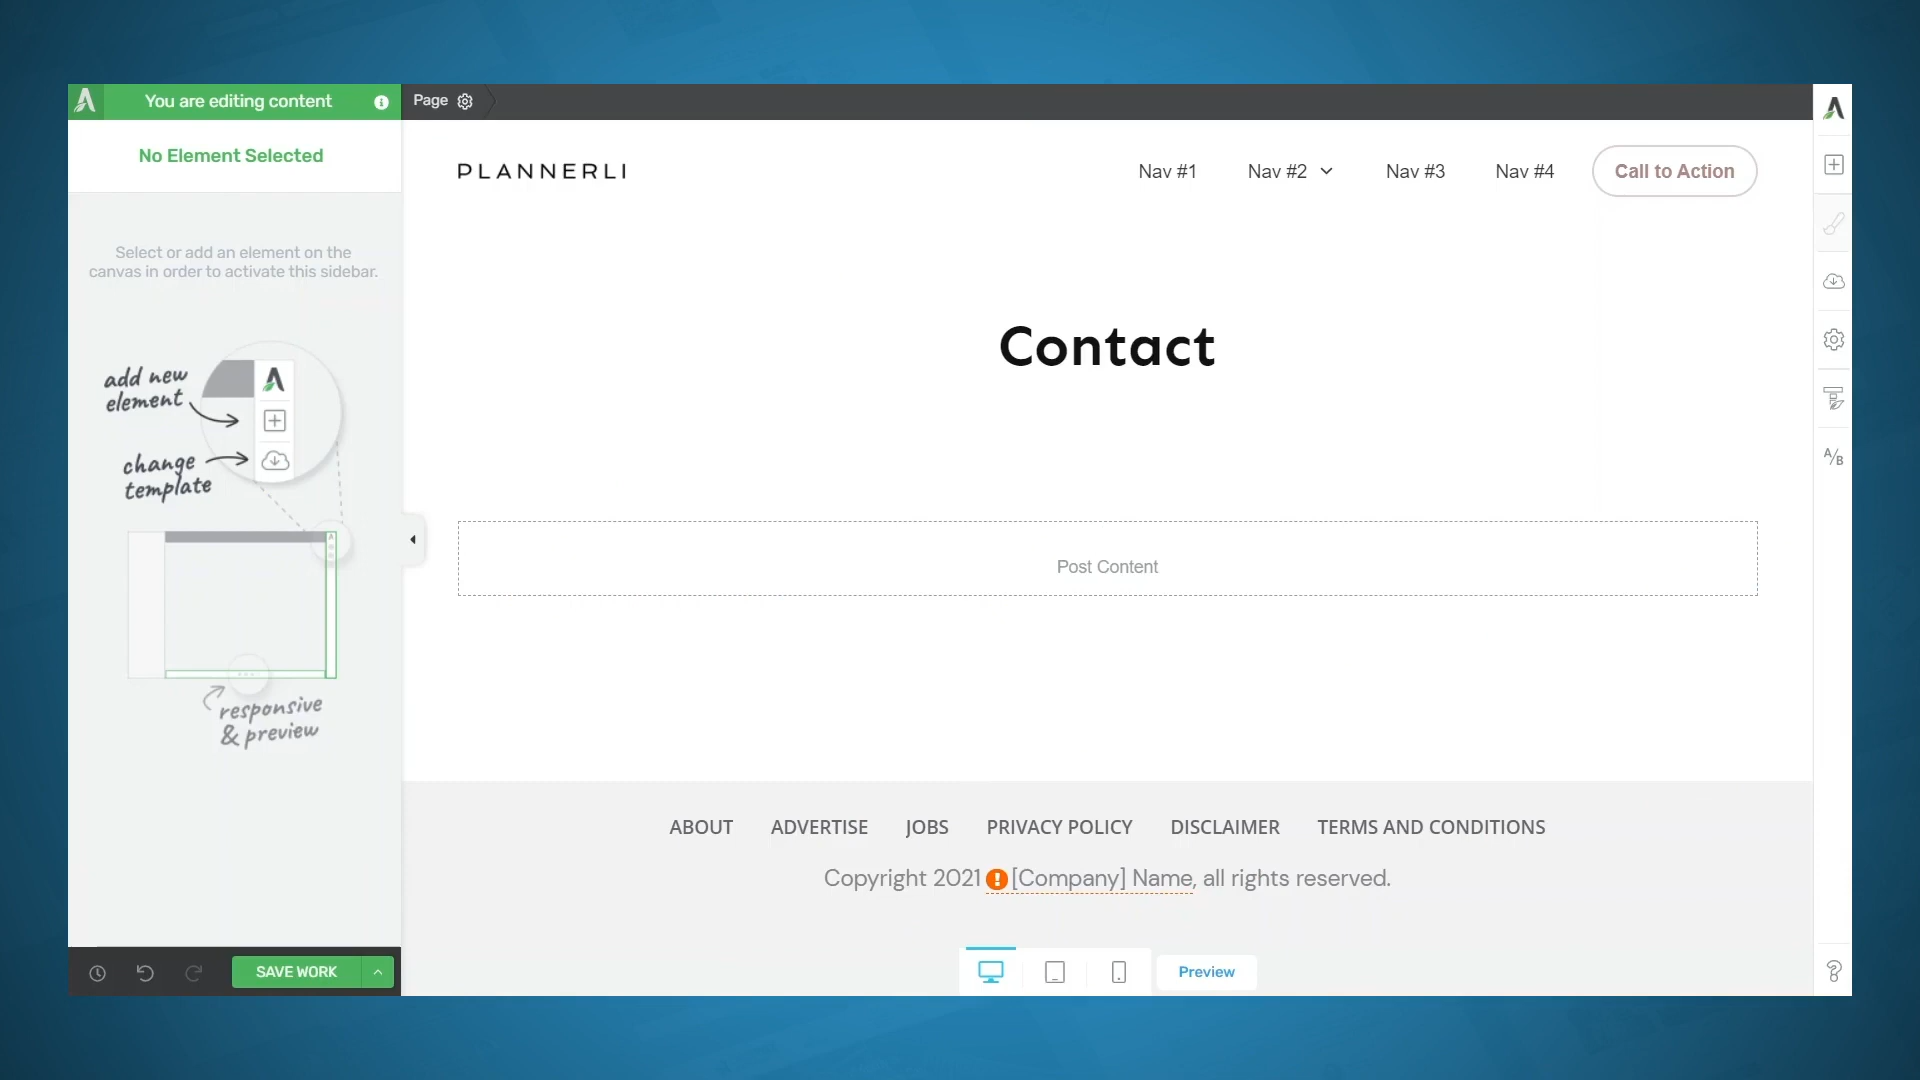 You are editing content
Page
No Element Selected
Select or add an element on the
canvas in order to activate this sidebar.
add new
element
change
template
responsive
& preview
SAVE WORK
PLANNERLI
Nav #1
Nav #2
Nav #3
Nav #4
Call to Action
Contact
Post Content
ABOUT ADVERTISE JOBS PRIVACY POLICY DISCLAIMER TERMS AND CONDITIONS
Copyright 2021 [Company] Name, all rights reserved.
Preview
A/B